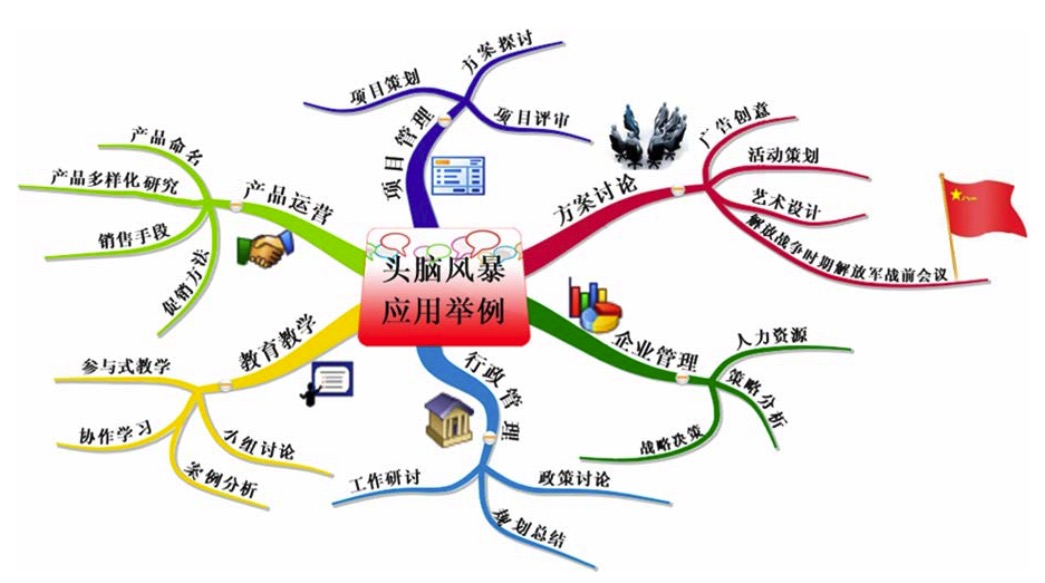 头脑风暴
应用举例
项目管理
项目策划
方案探讨
项目评审
方案讨论
广告创意
活动策划
艺术设计
解放战争时期解放军战前会议
企业管理
人力资源
策略分析
战略决策
行政管理
工作研讨
政策讨论
划总结
教育教学
参与式教学
协作学习
案例分析
小组讨论
产品运营
产品命名
产品多样化研究
销售手段
促销方法